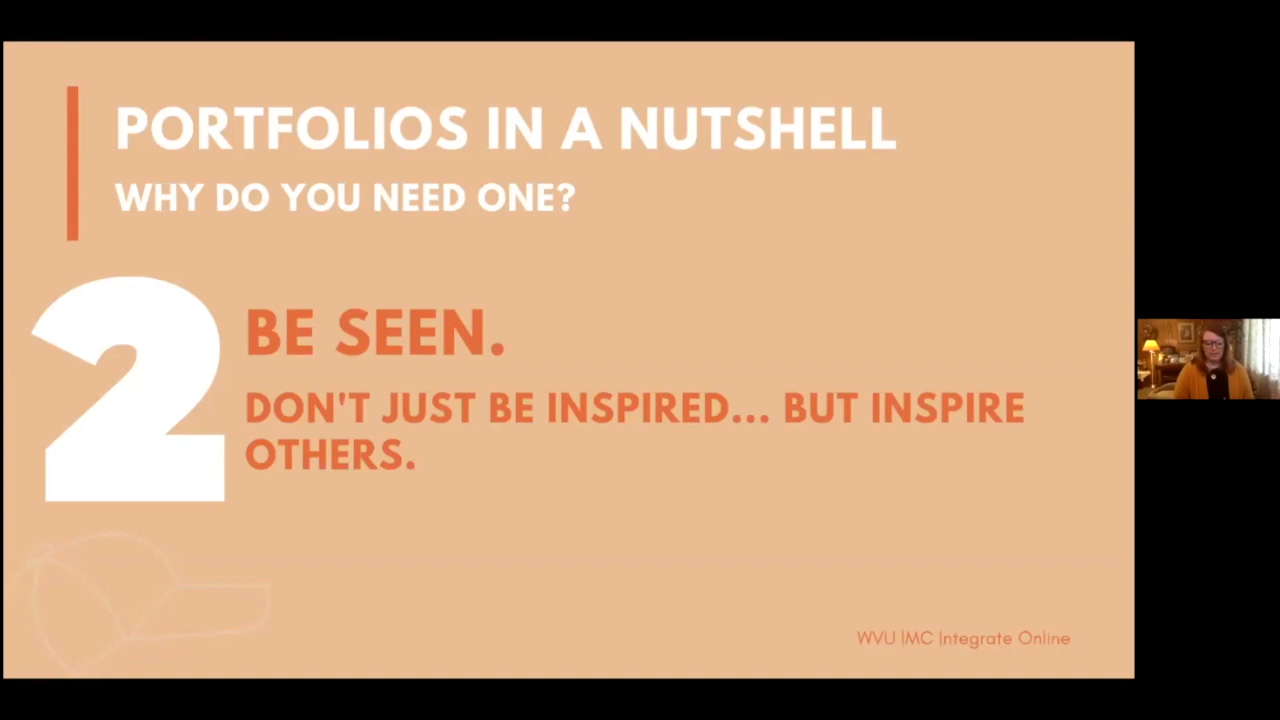 PORTFOLIOS IN A NUTSHELL
WHY DO YOU NEED ONE?
2
BE SEEN.
DON'T JUST BE INSPIRED... BUT INSPIRE
OTHERS.
WVU IMC Integrate Online